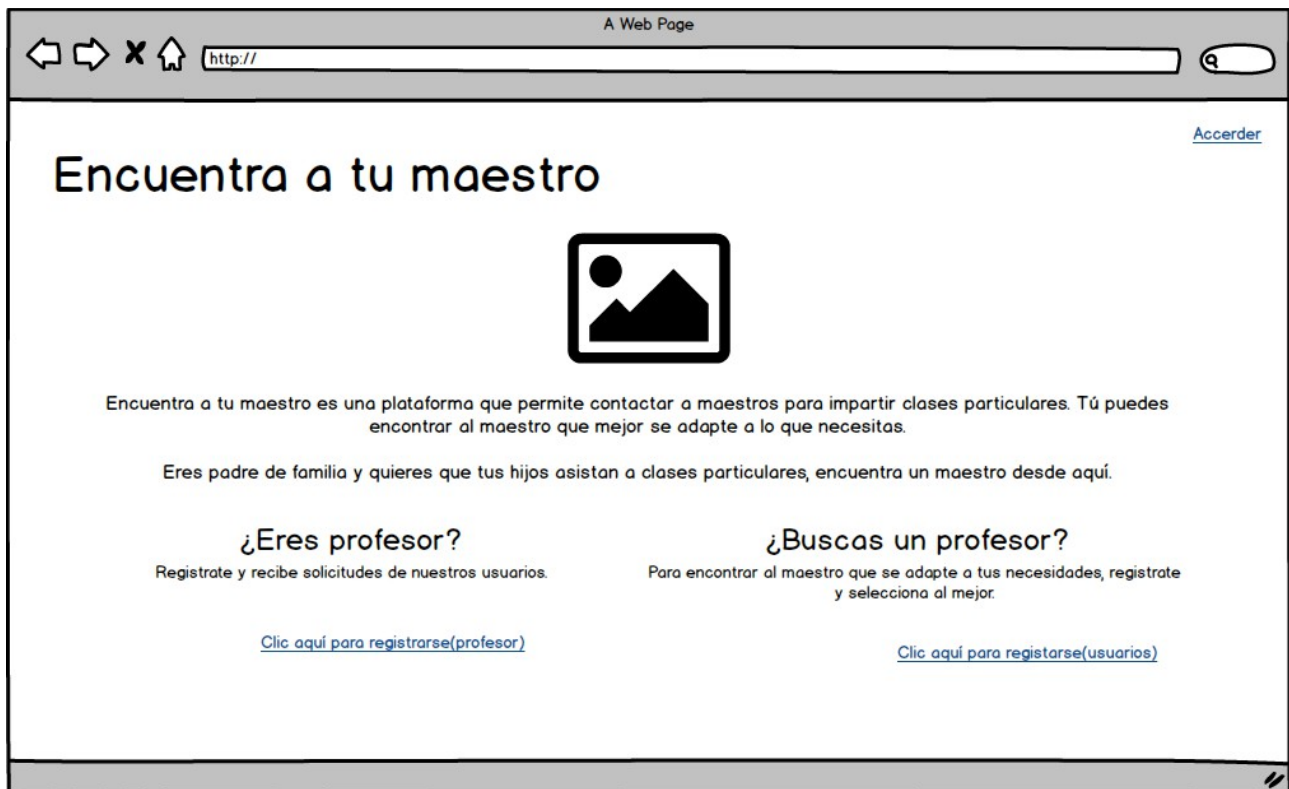 A Web Page
http://
Accerder
Encuentra a tu maestro
Encuentra a tu maestro es una plataforma que permite contactar a maestros para impartir clases particulares. Tú puedes
encontrar al maestro que mejor se adapte a lo que necesitas.
Eres padre de familia y quieres que tus hijos asistan a clases particulares, encuentra un maestro desde aquí.
¿Eres profesor?
Registrate y recibe solicitudes de nuestros usuarios.
Clic aquí para registrarse(profesor)
¿Buscas un profesor?
Para encontrar al maestro que se adapte a tus necesidades, registrate
y selecciona al mejor.
Clic aquí para registarse(usuarios)